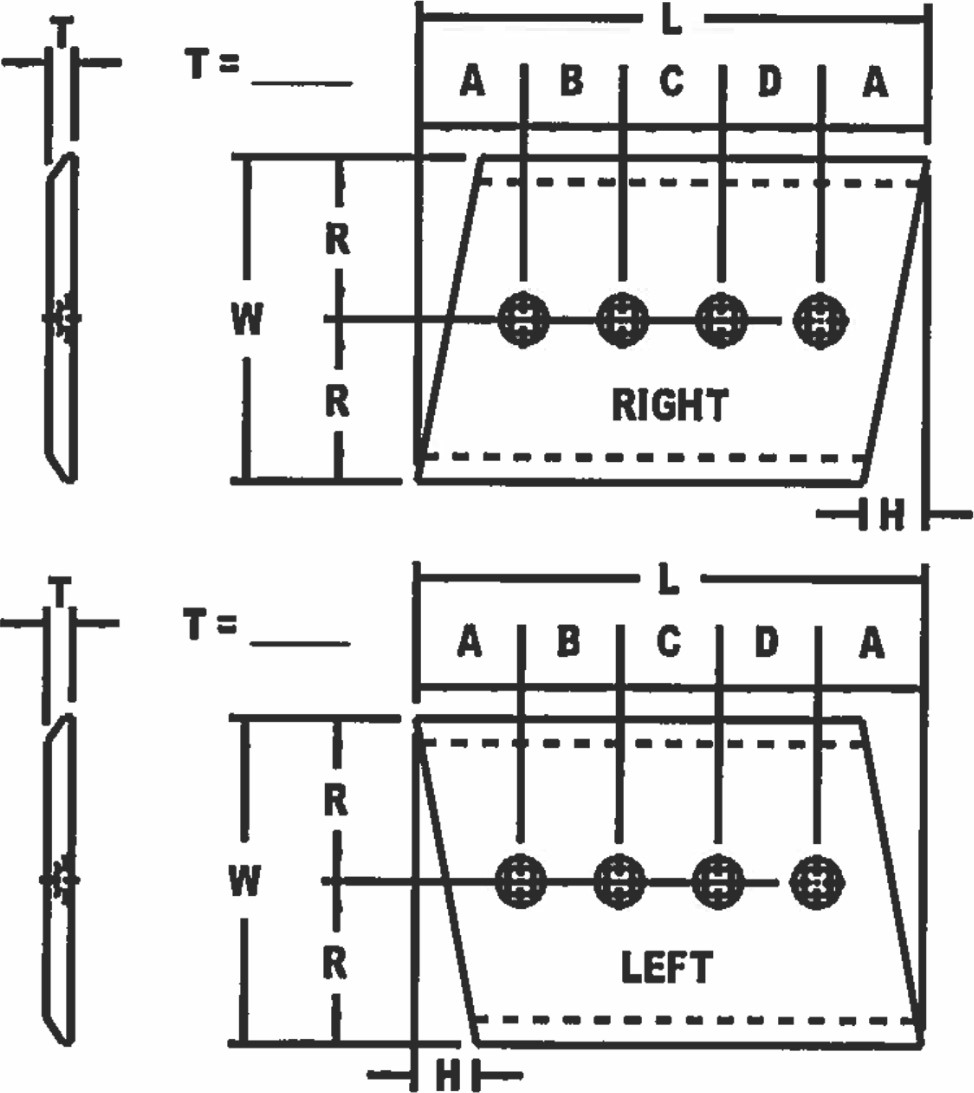 T
T = ____
L
A B C D A
R
W
R
RIGHT
H
T
T = ____
L
A B C D A
R
W
R
LEFT
H